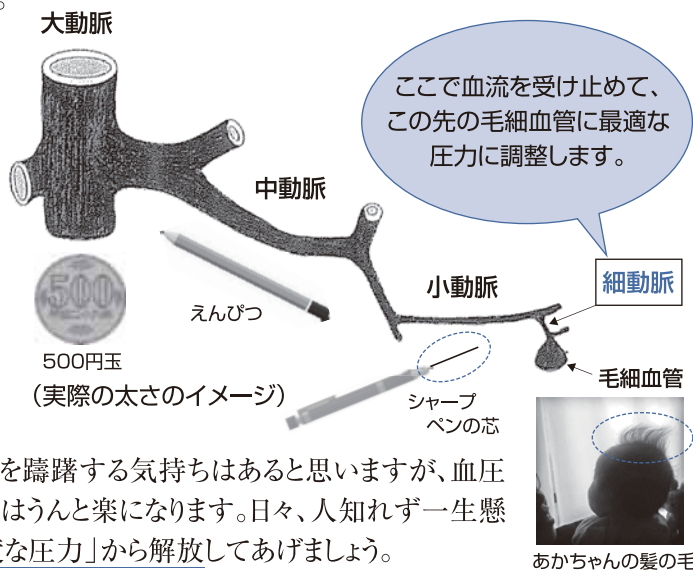 大動脈
ここで血流を受け止めて、
この先の毛細血管に最適な
圧力に調整します。
中動脈
細動脈
小動脈
500
えんぴつ
500円玉
(実際の太さのイメージ)
毛細血管
シャープ
ペンの芯
を躊躇する気持ちはあると思いますが、血圧
はうんと楽になります。日々、人知れず一生懸
な圧力」から解放してあげましょう。
あかちゃんの髪の毛